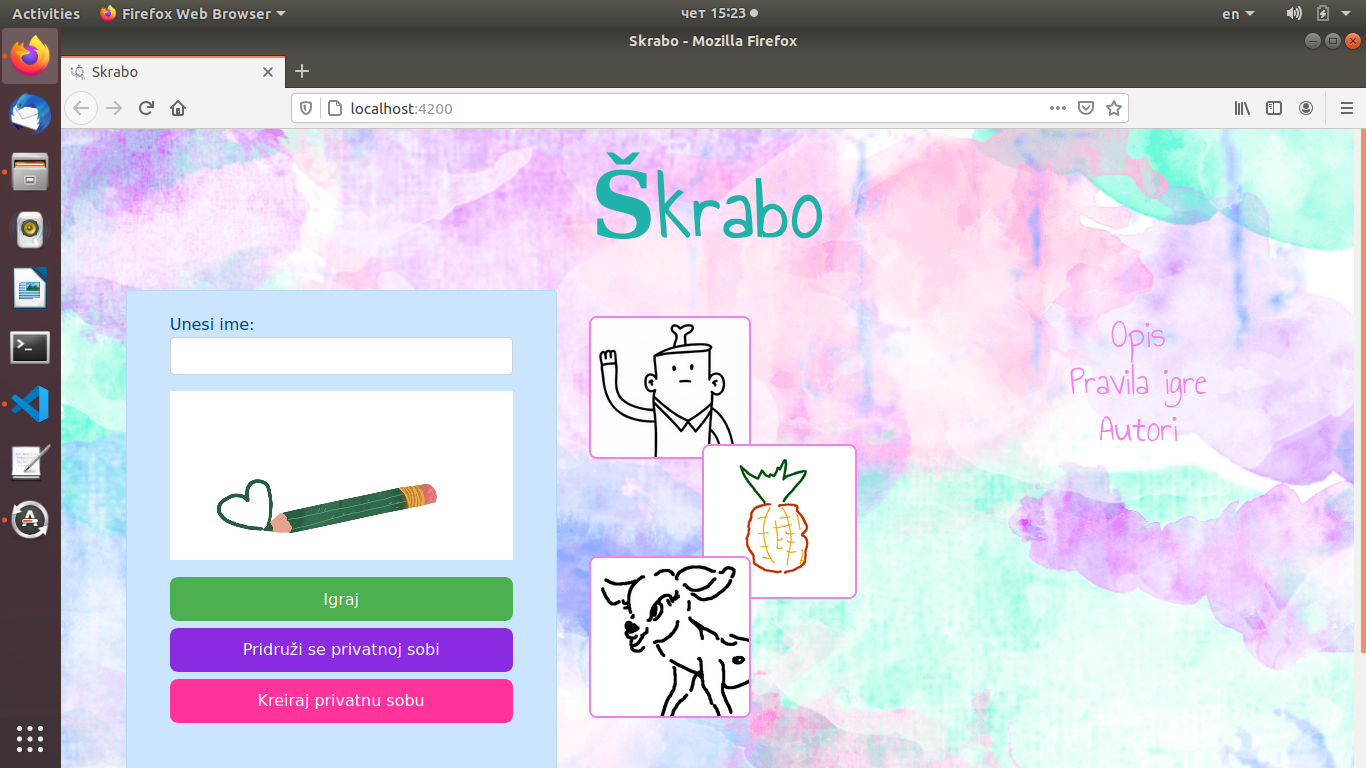 Activities
Firefox Web Browser
чет 15:23
en
Skrabo - Mozilla Firefox
Skrabo
localhost:4200
Škrabo
Unesi ime:
Igraj
Pridruži se privatnoj sobi
Kreiraj privatnu sobu
Opis
Pravila igre
Autori